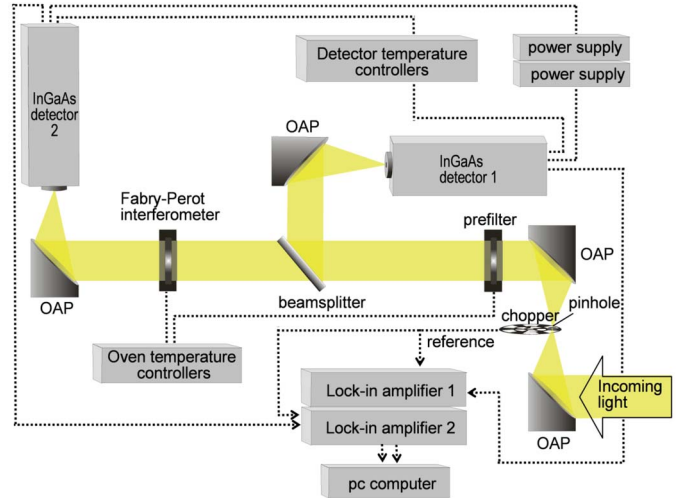 InGaAs
detector
2
Detector temperature
controllers
power supply
power supply
OAP
InGaAs
detector 1
Fabry-Perot
interferometer
prefilter
OAP
OAP
beamsplitter
chopper
pinhole
reference
Oven temperature
controllers
Lock-in amplifier 1
Lock-in amplifier 2
Incoming
light
OAP
pc computer